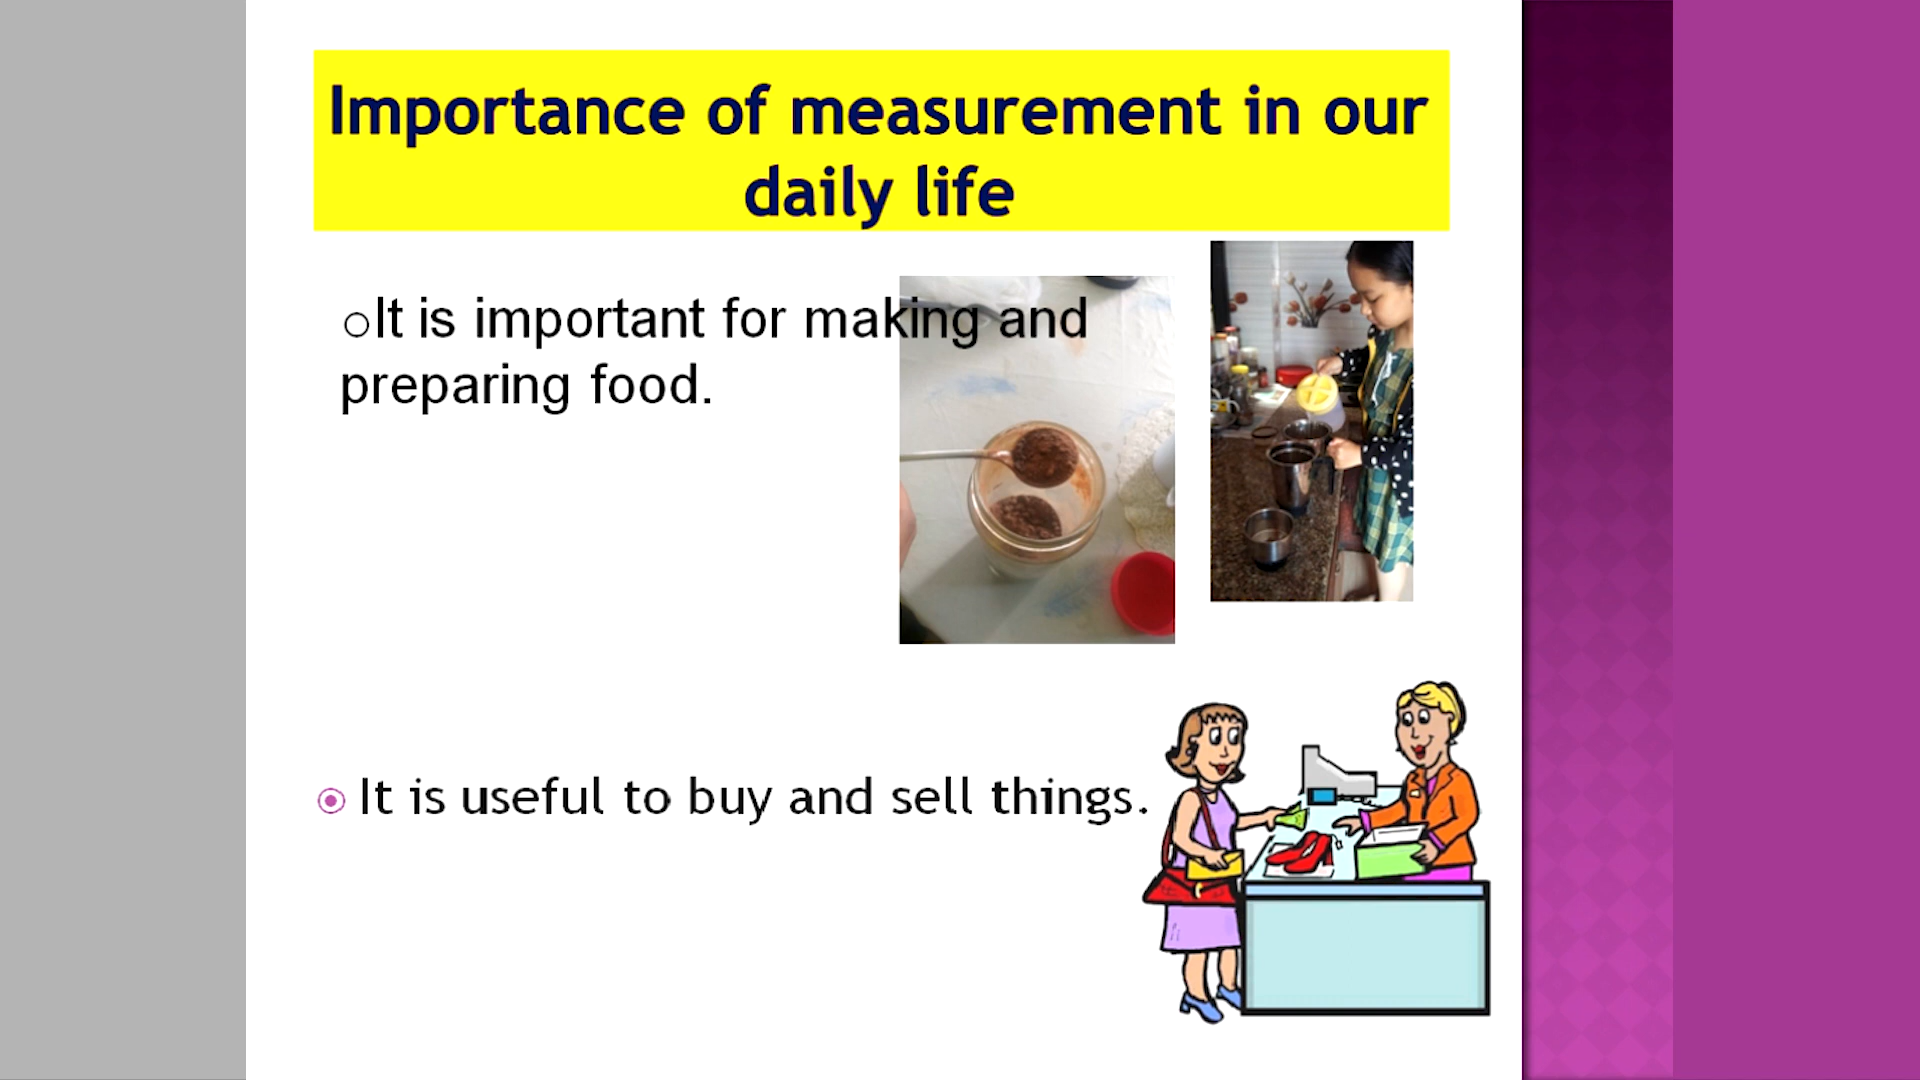 Importance of measurement in our
daily life
oIt is important for making and
preparing food.
It is useful to buy and sell things.